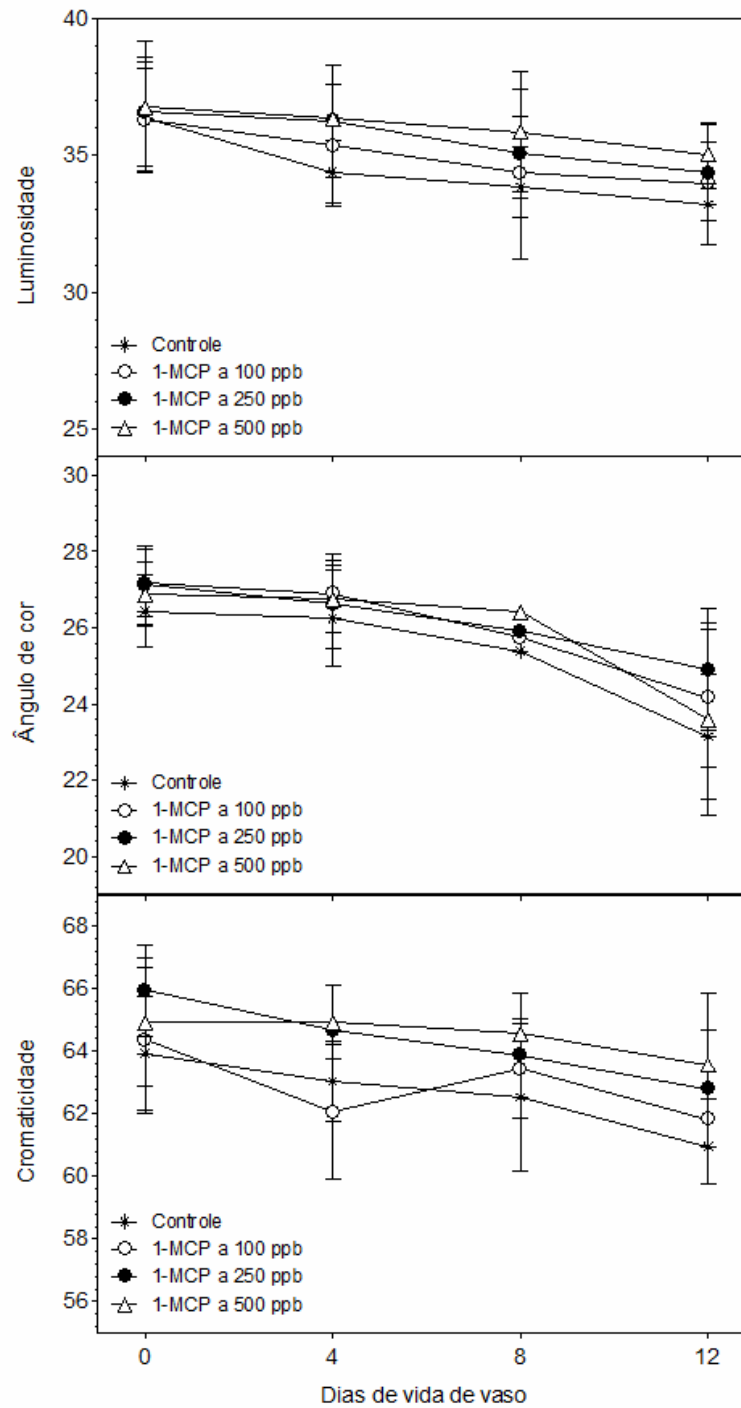 40
35
30
25
Luminosidade
Controle
1-MCP a 100 ppb
1-MCP a 250 ppb
1-MCP a 500 ppb
30
28
26
24
22
20
Ângulo de cor
Controle
1-MCP a 100 ppb
1-MCP a 250 ppb
1-MCP a 500 ppb
68
66
64
62
60
58
56
Cromaticidade
Controle
1-MCP a 100 ppb
1-MCP a 250 ppb
1-MCP a 500 ppb
0 4 8 12
Dias de vida de vaso